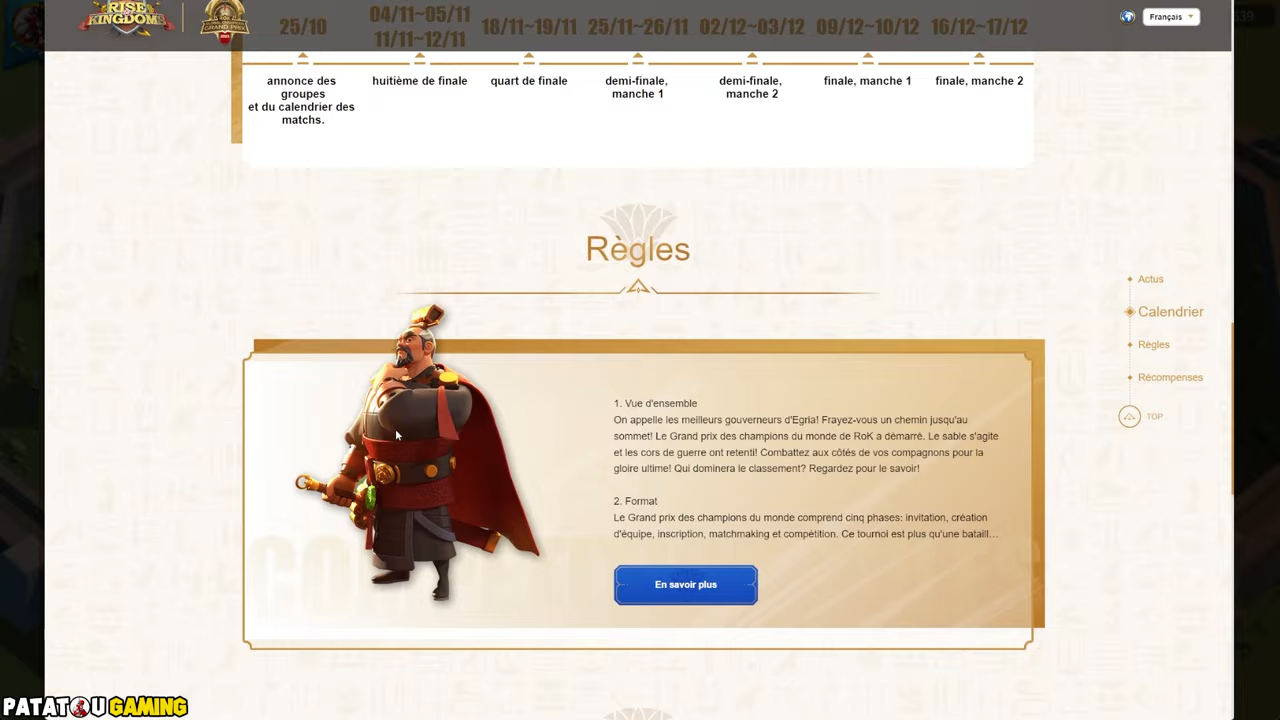 RISE OF
KINGDOMS
GRAND PRIX
25/10
04/11~05/11
11/11~12/11
18/11~19/11
25/11~26/11
02/12~03/12
09/12~10/12
16/12~17/12
Français
annonce des
groupes
et du calendrier des
matchs.
huitième de finale
quart de finale
demi-finale,
manche 1
demi-finale,
manche 2
finale, manche 1
finale, manche 2
Règles
Actus
Calendrier
Règles
Récompenses
TOP
1. Vue d'ensemble
On appelle les meilleurs gouverneurs d'Egria! Frayez-vous un chemin jusqu'au
sommet! Le Grand prix des champions du monde de RoK a démarré. Le sable s'agite
et les cors de guerre ont retenti! Combattez aux côtés de vos compagnons pour la
gloire ultime! Qui dominera le classement? Regardez pour le savoir!
2. Format
Le Grand prix des champions du monde comprend cinq phases: invitation, création
d'équipe, inscription, matchmaking et compétition. Ce tournoi est plus qu'une bataill...
En savoir plus
PATATOU GAMING